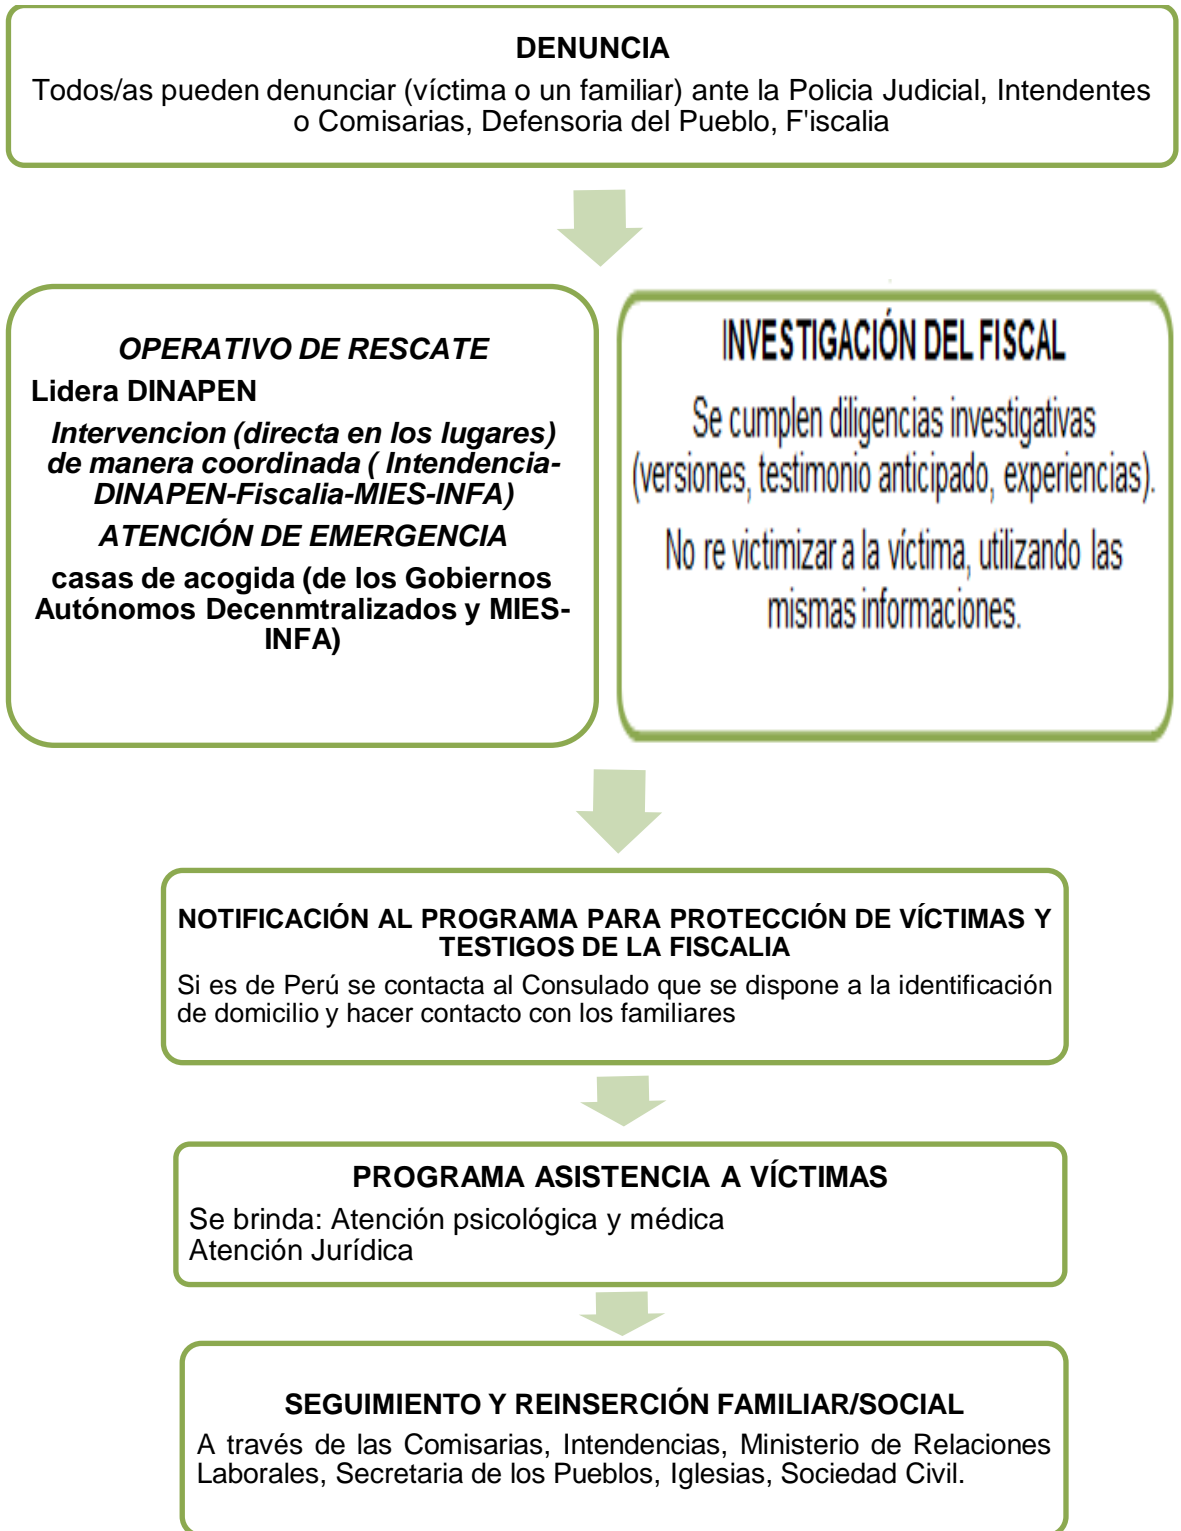 DENUNCIA
Todos/as pueden denunciar (víctima o un familiar) ante la Policia Judicial, Intendentes
o Comisarias, Defensoria del Pueblo, F'iscalia
OPERATIVO DE RESCATE
Lidera DINAPEN
Intervencion (directa en los lugares)
de manera coordinada ( Intendencia-
DINAPEN-Fiscalia-MIES-INFA)
ATENCIÓN DE EMERGENCIA
casas de acogida (de los Gobiernos
Autónomos Decenmtralizados y MIES-
INFA)
INVESTIGACIÓN DEL FISCAL
Se cumplen diligencias investigativas
(versiones, testimonio anticipado, experiencias).
No re victimizar a la víctima, utilizando las
mismas informaciones.
NOTIFICACIÓN AL PROGRAMA PARA PROTECCIÓN DE VÍCTIMAS Y
TESTIGOS DE LA FISCALIA
Si es de Perú se contacta al Consulado que se dispone a la identificación
de domicilio y hacer contacto con los familiares
PROGRAMA ASISTENCIA A VÍCTIMAS
Se brinda: Atención psicológica y médica
Atención Jurídica
SEGUIMIENTO Y REINSERCIÓN FAMILIAR/SOCIAL
A través de las Comisarias, Intendencias, Ministerio de Relaciones
Laborales, Secretaria de los Pueblos, Iglesias, Sociedad Civil.